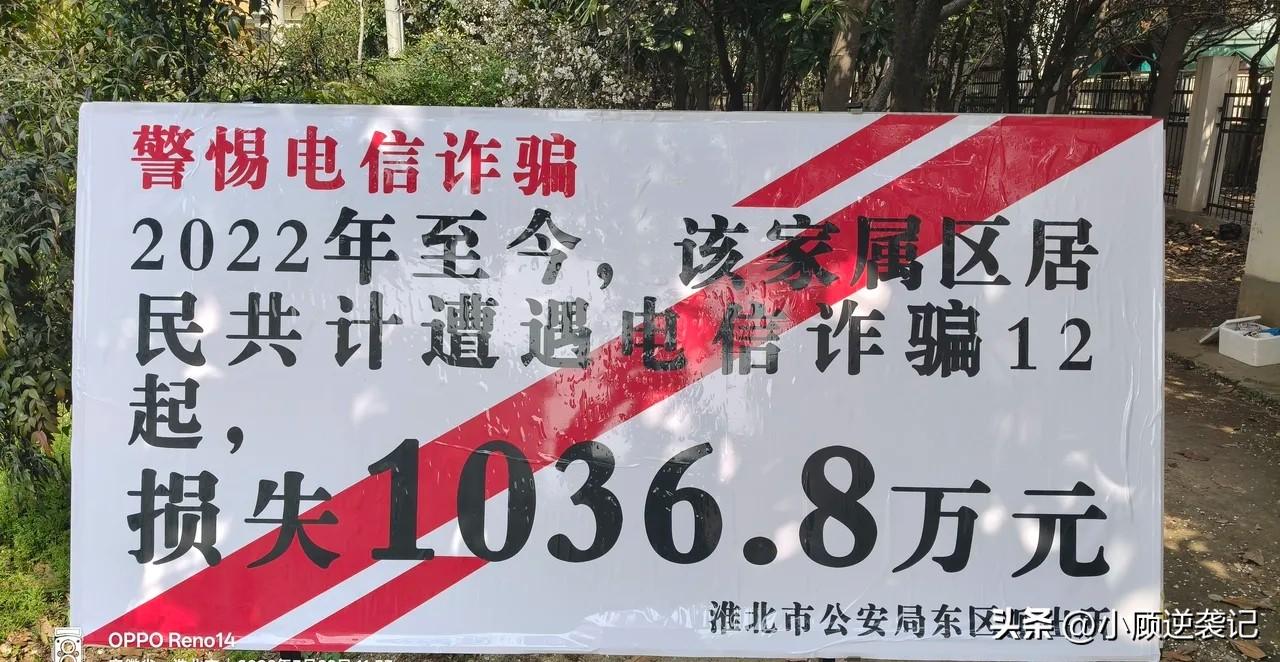 警惕电信诈骗
2022年至今，该家属区居
民共计遭遇电信诈骗12
起，
损失1036.8万元
淮北市公安局东区
头条 @小顾逆袭记
OPPO Reno14